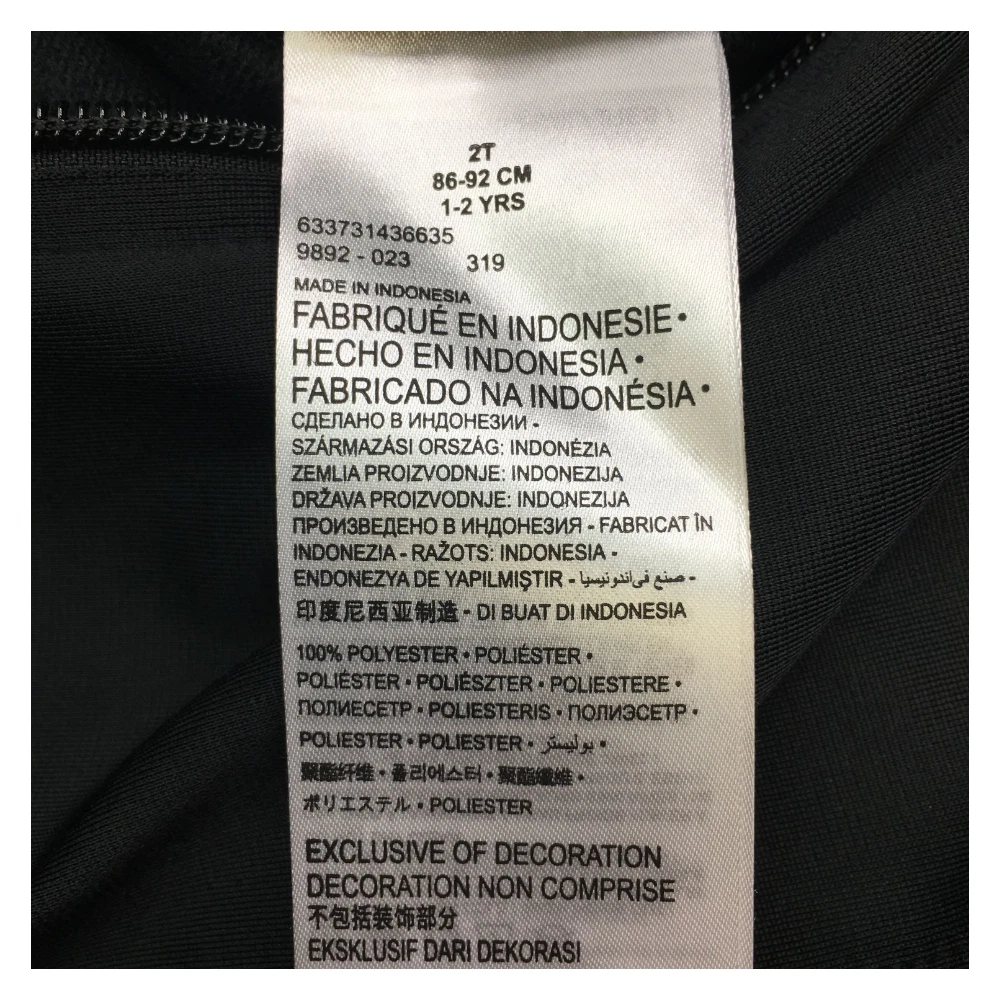 2T
86-92 CM
1-2 YRS
633731436635
9892 - 023 319
MADE IN INDONESIA
FABRIQUÉ EN INDONESIE •
HECHO EN INDONESIA •
FABRICADO NA INDONÉSIA •
СДЕЛАНО В ИНДОНЕЗИИ -
SZÁRMAZÁSI ORSZÁG: INDONÉZIA
ZEMLIA PROIZVODNJE: INDONEZIJA
DRŽAVA PROIZVODNJE: INDONEZIJA
ПРОИЗВЕДЕНО В ИНДОНЕЗИЯ - FABRICAT ÎN
INDONEZIA - RAŽOTS: INDONESIA -
ENDONEZYA DE YAPILMIŞTIR - صنع في اندونيسيا -
印度尼西亚制造 - DI BUAT DI INDONESIA
100% POLYESTER • POLIÉSTER •
POLIÉSTER • POLIÉSZTER • POLIESTERE •
ПОЛИЕСЕТР • POLIESTERIS • ПОЛИЭСЕТР •
POLIESTER • POLIESTER • بوليستر •
聚酯纤维 • 폴리에스터 • 聚酯纖維 •
ポリエステル • POLIESTER
EXCLUSIVE OF DECORATION
DECORATION NON COMPRISE
不包括装饰部分
EKSKLUSIF DARI DEKORASI